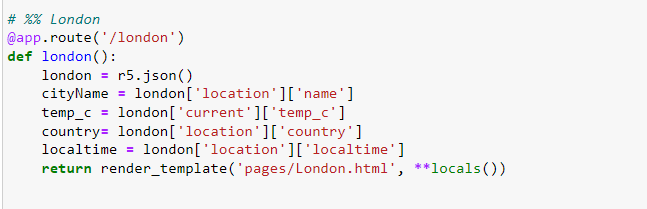 # %% London
@app.route('/london')
def london():
    london = r5.json()
    cityName = london['location']['name']
    temp_c = london['current']['temp_c']
    country= london['location']['country']
    localtime = london['location']['localtime']
    return render_template('pages/London.html', **locals())